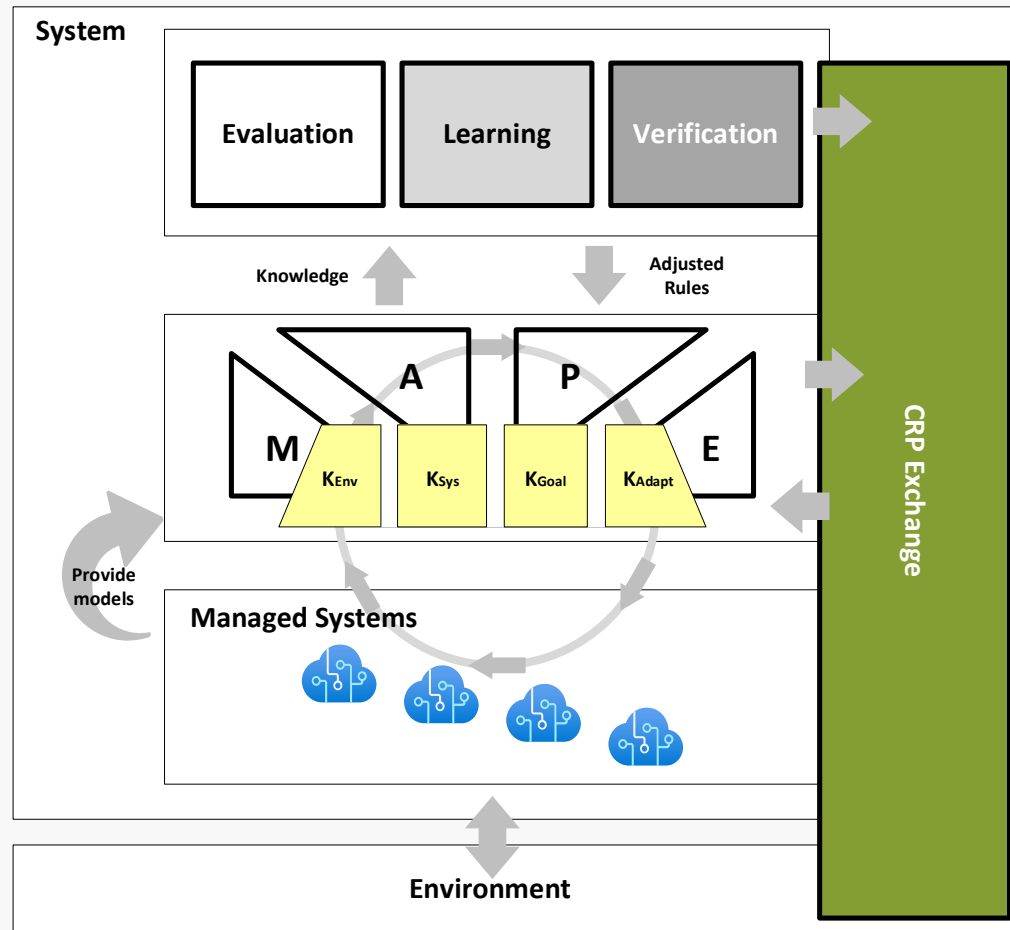 System
Evaluation
Learning
Verification
Knowledge
Adjusted
Rules
M
A
P
E
KEnv
KSys
KGoal
KAdapt
CRP Exchange
Provide
models
Managed Systems
Environment